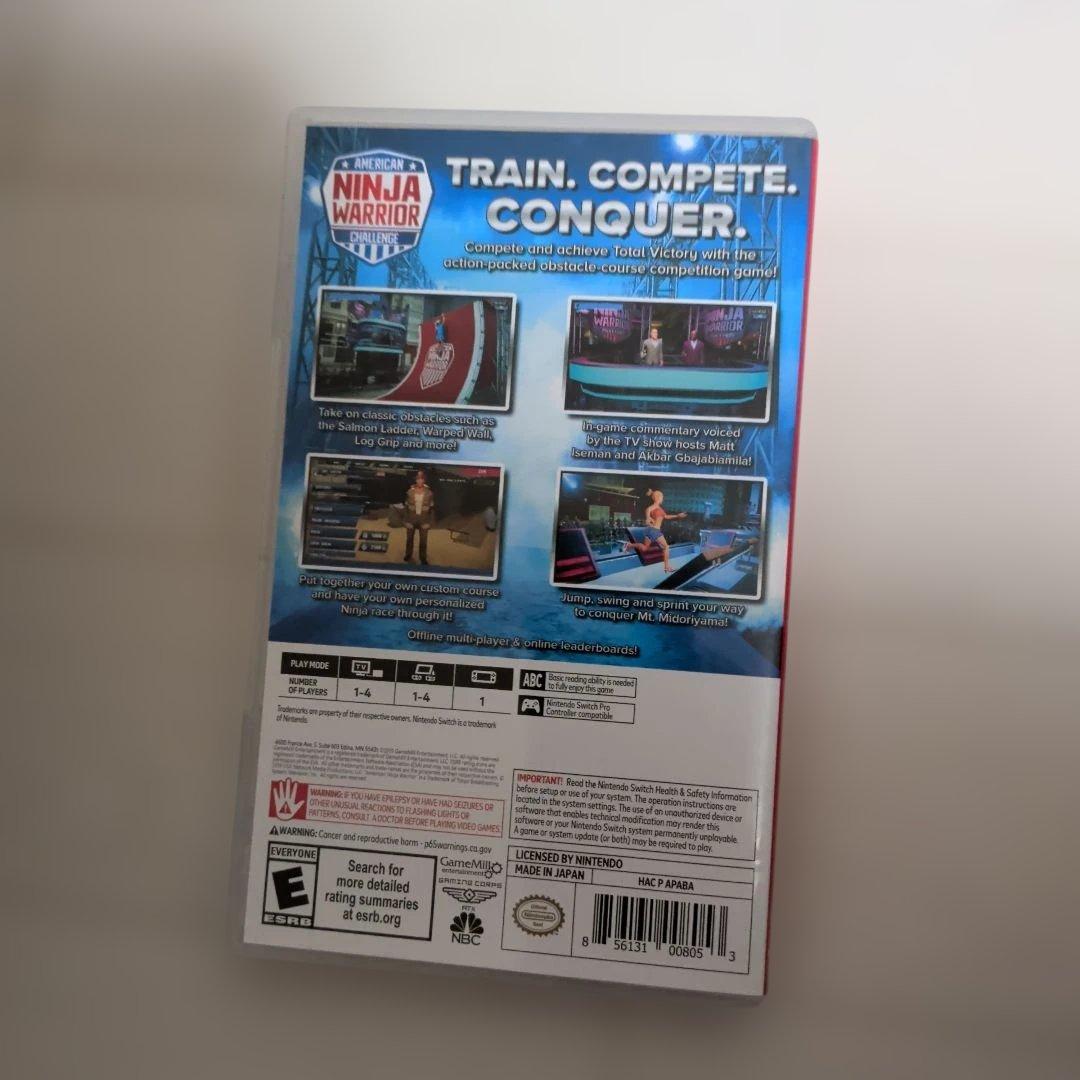 ★ AMERICAN ★
NINJA
WARRIOR
CHALLENGE
TRAIN. COMPETE.
CONQUER.
Compete and achieve Total Victory with the
action-packed obstacle-course competition game!
Take on classic obstacles such as
the Salmon Ladder, Warped Wall,
Log Grip and more!
In-game commentary voiced
by the TV show hosts Matt
Iseman and Akbar Gbajabiamila!
Put together your own custom course
and have your own personalized
Ninja race through it!
Jump, swing and sprint your way
to conquer Mt. Midoriyama!
Offline multi-player & online leaderboards!
PLAY MODE
TV
NUMBER
OF PLAYERS
1-4
1-4
1
ABC
Basic reading ability is needed
to fully enjoy this game
Nintendo Switch Pro
Controller compatible
Trademarks are property of their respective owners. Nintendo Switch is a trademark
of Nintendo.
WARNING: IF YOU HAVE EPILEPSY OR HAVE HAD SEIZURES OR
OTHER UNUSUAL REACTIONS TO FLASHING LIGHTS OR
PATTERNS, CONSULT A DOCTOR BEFORE PLAYING VIDEO GAMES.
WARNING: Cancer and reproductive harm - p65warnings.ca.gov
IMPORTANT! Read the Nintendo Switch Health & Safety Information
before setup or use of your system. The operation instructions are
located in the system settings. The use of an unauthorized device or
software that enables technical modification may render this
software or your Nintendo Switch system permanently unplayable.
A game or system update (or both) may be required to play.
EVERYONE
E
ESRB
Search for
more detailed
rating summaries
at esrb.org
GameMill
entertainment
GAMING CORPS
ATX
NBC
LICENSED BY NINTENDO
MADE IN JAPAN
HAC P APABA
Official
Nintendo
Seal
8 56131 00805 3